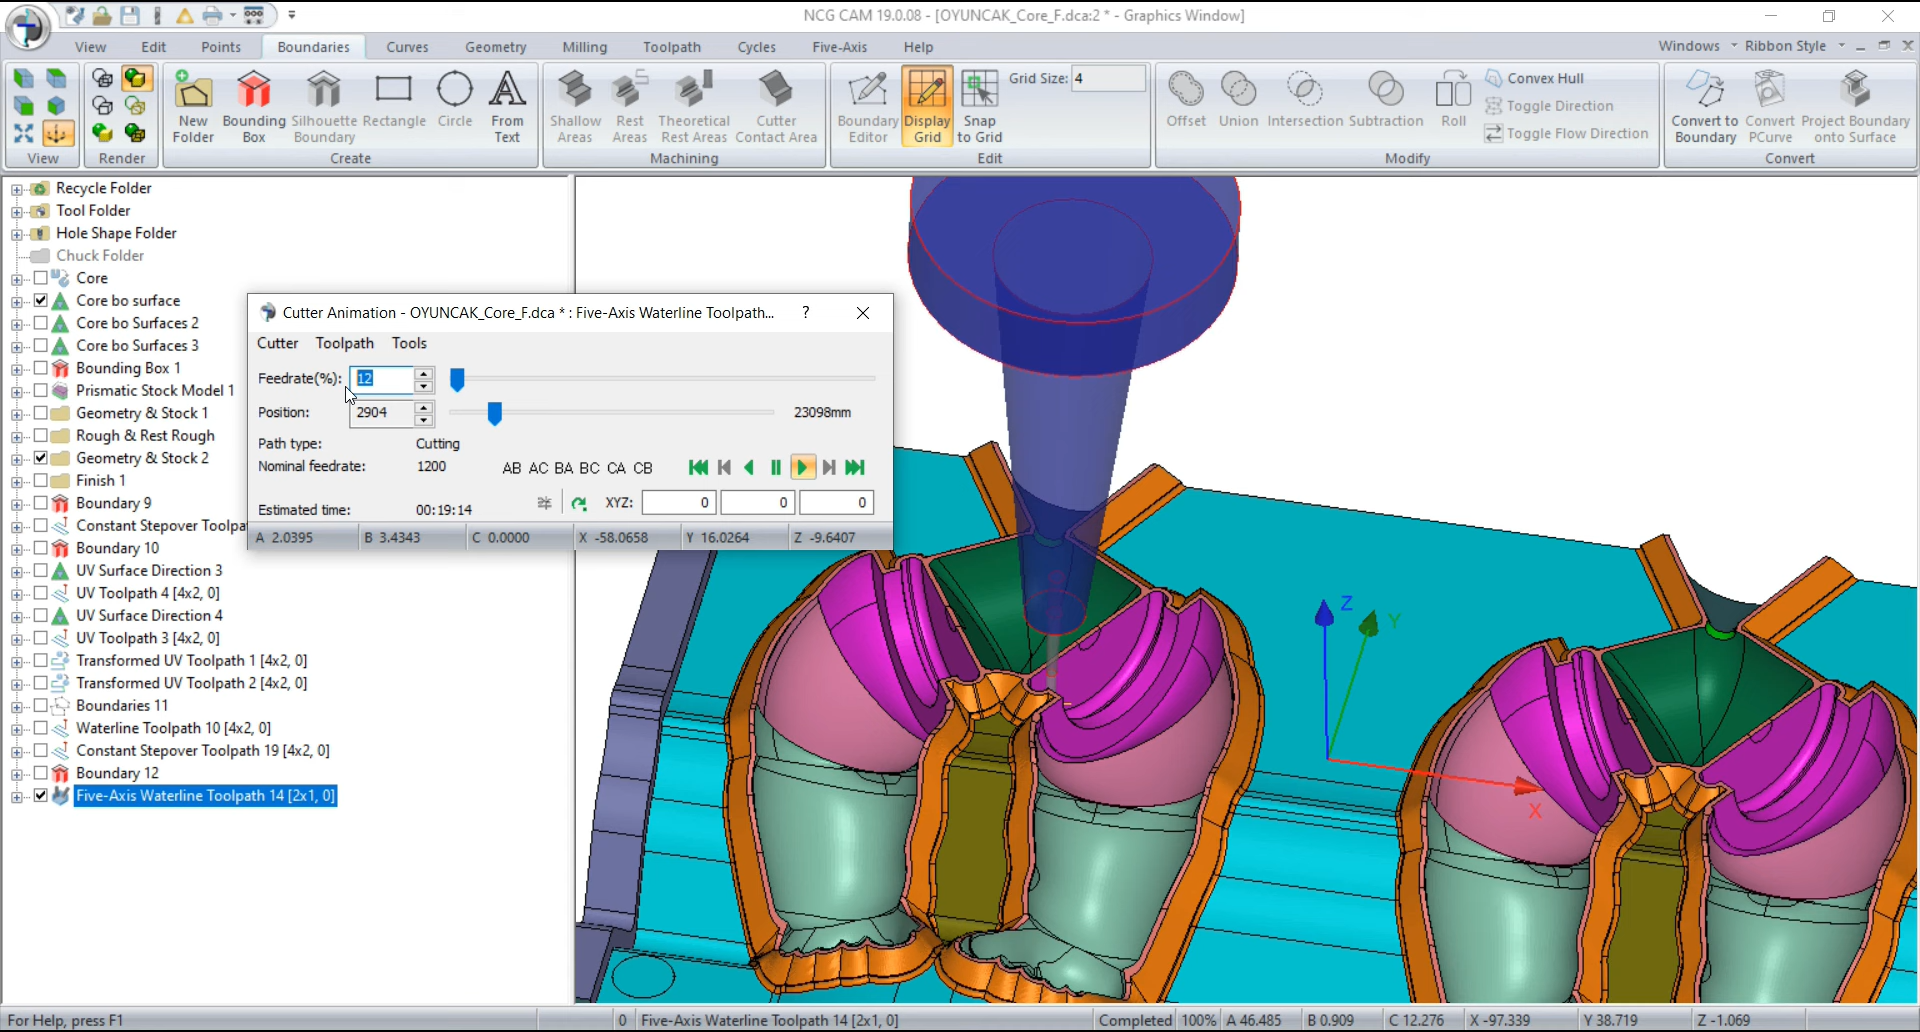 NCG CAM 19.0.08 - [OYUNCAK_Core_F.dca:2 * - Graphics Window]
View Edit Points Boundaries Curves Geometry Milling Toolpath Cycles Five-Axis Help Windows Ribbon Style
New Folder Bounding Box Silhouette Boundary Rectangle Circle From Text Shallow Areas Rest Areas Theoretical Rest Areas Cutter Contact Area Boundary Editor Display Grid Snap to Grid Grid Size: 4 Offset Union Intersection Subtraction Roll Convex Hull
Toggle Direction
Toggle Flow Direction
Convert to Boundary Convert PCurve Project Boundary onto Surface
View Render Create Machining Edit Modify Convert
Recycle Folder
Tool Folder
Hole Shape Folder
Chuck Folder
Core
Core bo surface
Core bo Surfaces 2
Core bo Surfaces 3
Bounding Box 1
Prismatic Stock Model 1
Geometry & Stock 1
Rough & Rest Rough
Geometry & Stock 2
Finish 1
Boundary 9
Constant Stepover Toolpa
Boundary 10
UV Surface Direction 3
UV Toolpath 4 [4x2, 0]
UV Surface Direction 4
UV Toolpath 3 [4x2, 0]
Transformed UV Toolpath 1 [4x2, 0]
Transformed UV Toolpath 2 [4x2, 0]
Boundaries 11
Waterline Toolpath 10 [4x2, 0]
Constant Stepover Toolpath 19 [4x2, 0]
Boundary 12
Five-Axis Waterline Toolpath 14 [2x1, 0]
Cutter Animation - OYUNCAK_Core_F.dca * : Five-Axis Waterline Toolpath... ?
Cutter Toolpath Tools
Feedrate(%): 12
Position: 2904 23098mm
Path type: Cutting
Nominal feedrate: 1200 AB AC BA BC CA CB
Estimated time: 00:19:14 XYZ: 0 0 0
A 2.0395 B 3.4343 C 0.0000 X -58.0658 Y 16.0264 Z -9.6407
Z
Y
X
For Help, press F1 0 Five-Axis Waterline Toolpath 14 [2x1, 0] Completed 100% A 46.485 B 0.909 C 12.276 X -97.339 Y 38.719 Z -1.069